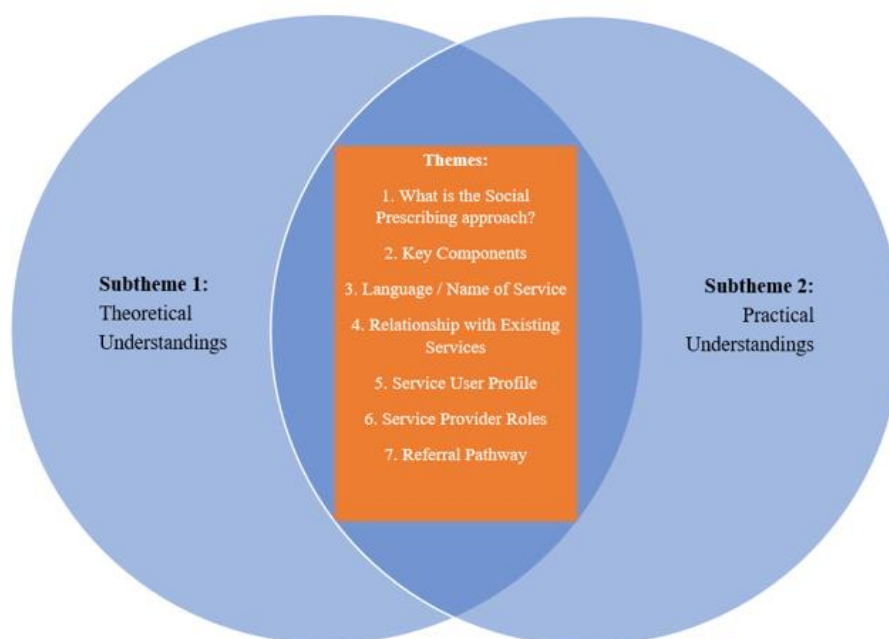 Themes:
1. What is the Social
Prescribing approach?
2. Key Components
3. Language / Name of Service
4. Relationship with Existing
Services
5. Service User Profile
6. Service Provider Roles
7. Referral Pathway
Subtheme 1:
Theoretical
Understandings
Subtheme 2:
Practical
Understandings